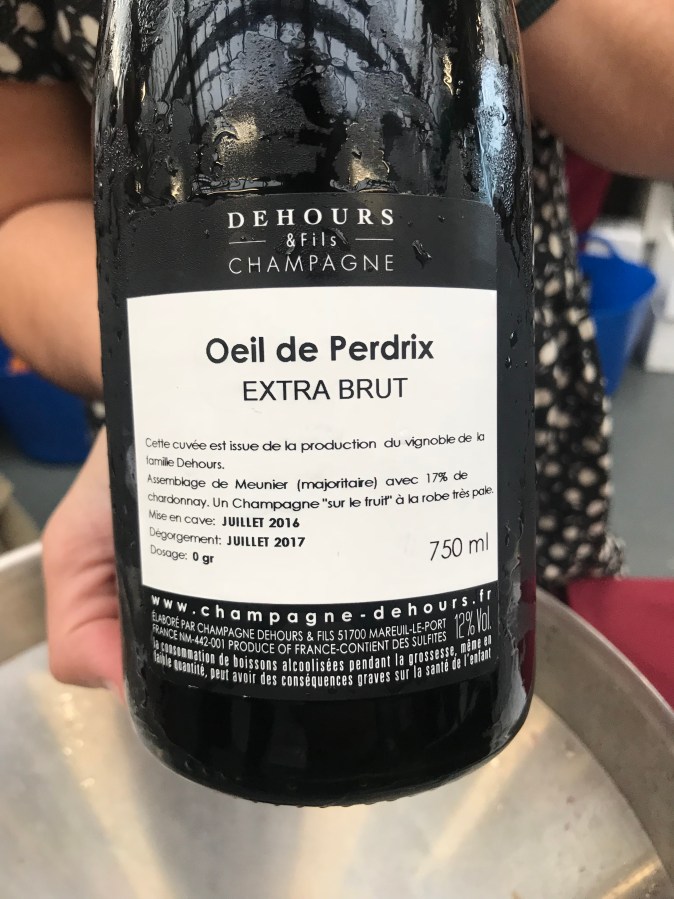 DEHOURS
&Fils
CHAMPAGNE
Oeil de Perdrix
EXTRA BRUT
Cette cuvée est issue de la production du vignoble de la
famille Dehours.
Assemblage de Meunier (majoritaire) avec 17% de
chardonnay. Un Champagne "sur le fruit" à la robe très pale.
Mise en cave: JUILLET 2016
Dégorgement: JUILLET 2017
Dosage: 0 gr
750 ml
www.champagne-dehours.fr
ÉLABORÉ PAR CHAMPAGNE DEHOURS & FILS 51700 MAREUIL-LE-PORT
FRANCE NM-442-001 PRODUCE OF FRANCE-CONTIENT DES SULFITES
12% Vol.
la consommation de boissons alcoolisées pendant la grossesse, même en
faible quantité, peut avoir des conséquences graves sur la santé de l'enfant